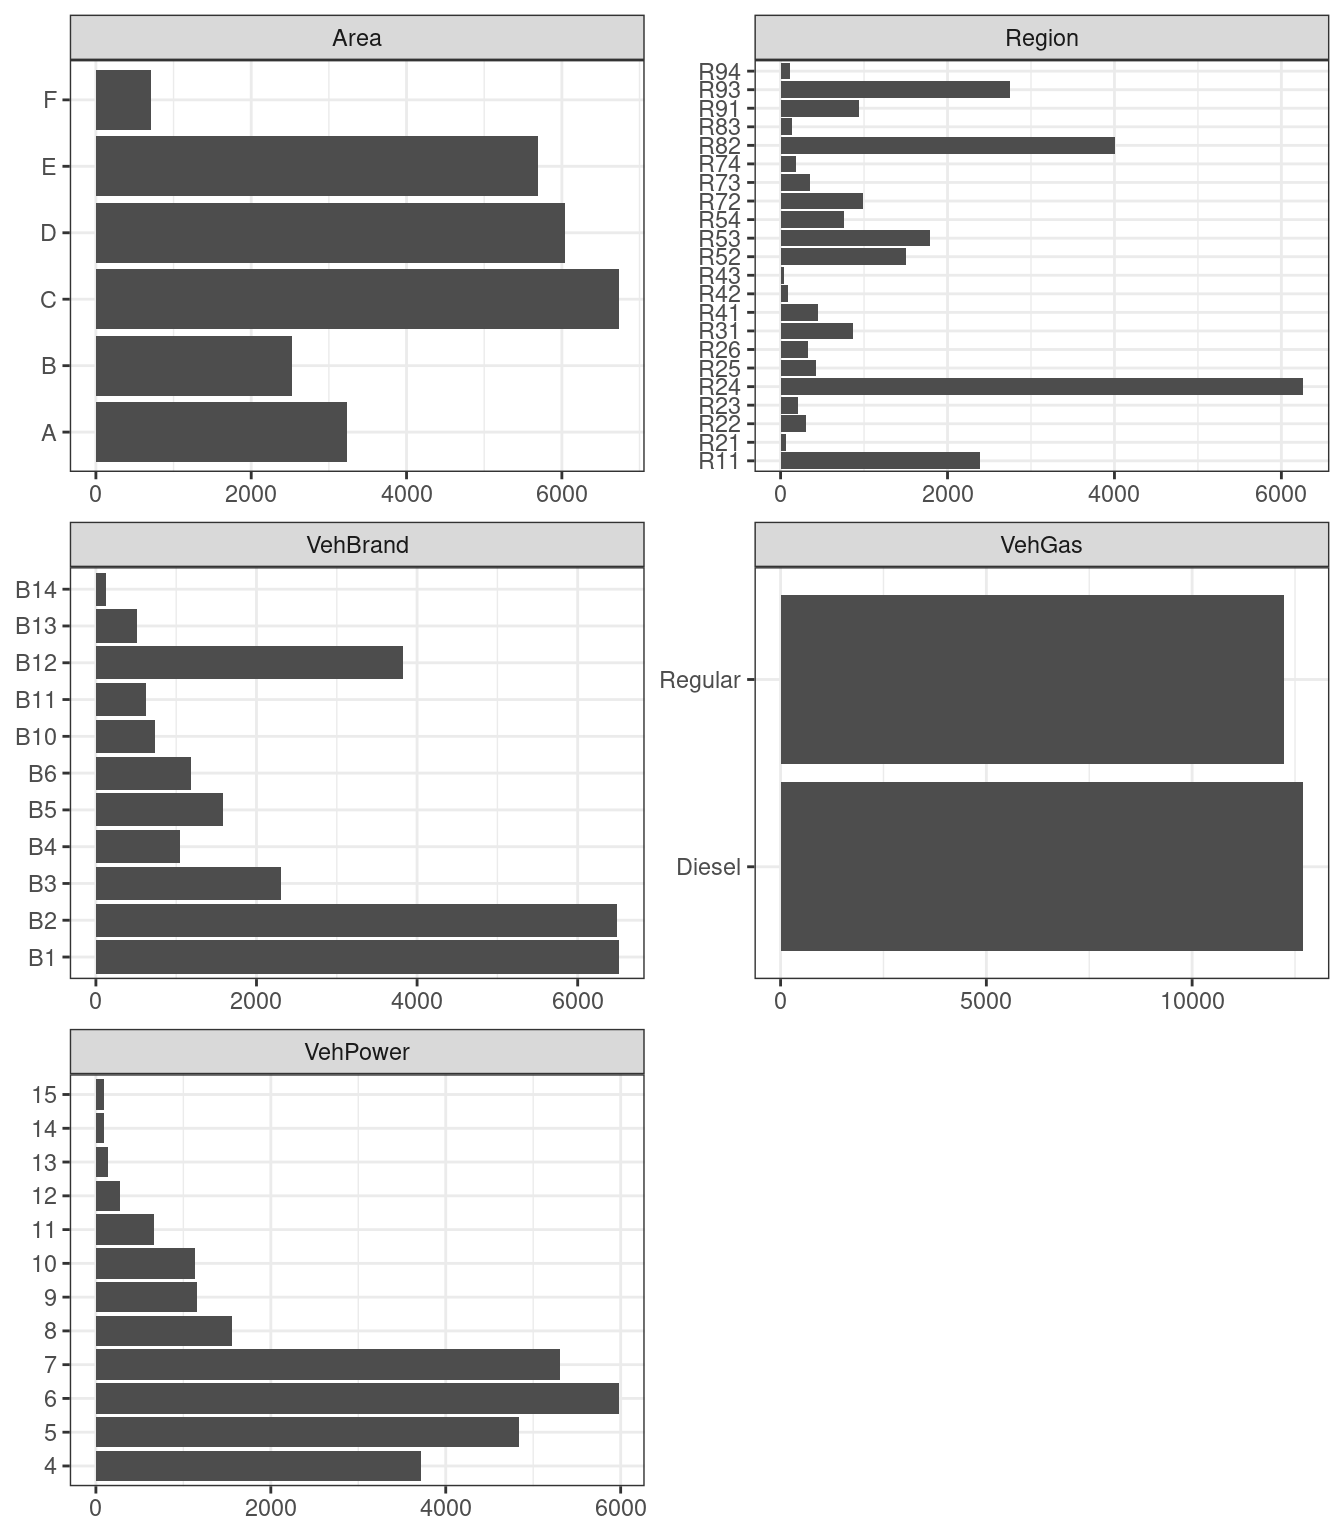 Area
F
E
D
C
B
A
0 2000 4000 6000
Region
R94
R93
R91
R83
R82
R74
R73
R72
R54
R53
R52
R43
R42
R41
R31
R26
R25
R24
R23
R22
R21
R11
0 2000 4000 6000
VehBrand
B14
B13
B12
B11
B10
B6
B5
B4
B3
B2
B1
0 2000 4000 6000
VehGas
Regular
Diesel
0 5000 10000
VehPower
15
14
13
12
11
10
9
8
7
6
5
4
0 2000 4000 6000